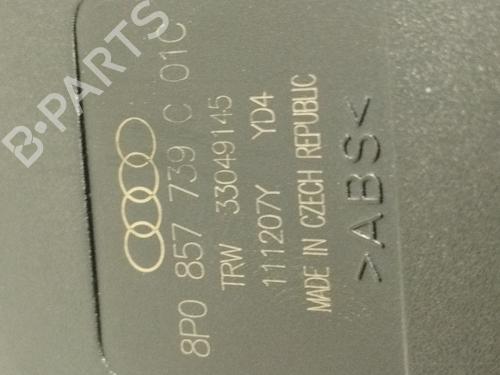 8P0 857 739 C 01C
TRW 33049145
111207Y YD4
MADE IN CZECH REPUBLIC
>ABS<
B-PARTS